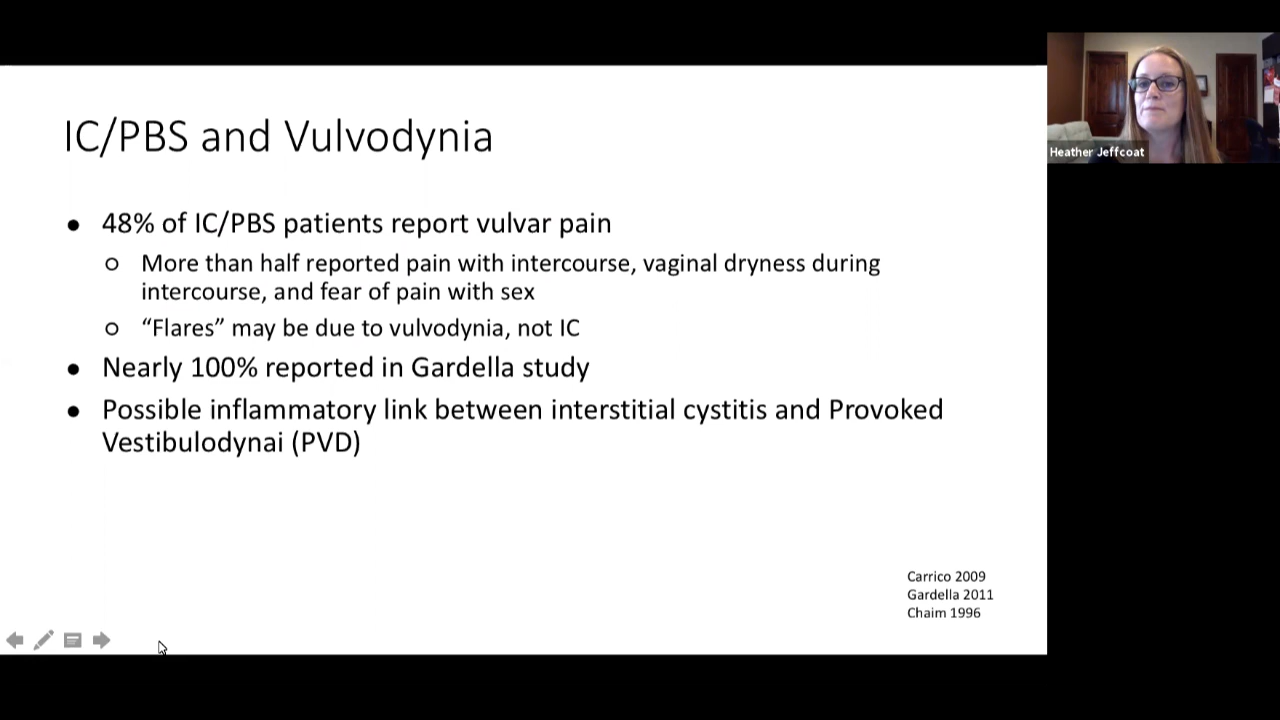 IC/PBS and Vulvodynia
● 48% of IC/PBS patients report vulvar pain
○ More than half reported pain with intercourse, vaginal dryness during
intercourse, and fear of pain with sex
○ “Flares” may be due to vulvodynia, not IC
● Nearly 100% reported in Gardella study
● Possible inflammatory link between interstitial cystitis and Provoked
Vestibulodynai (PVD)
Carrico 2009
Gardella 2011
Chaim 1996
Heather Jeffcoat